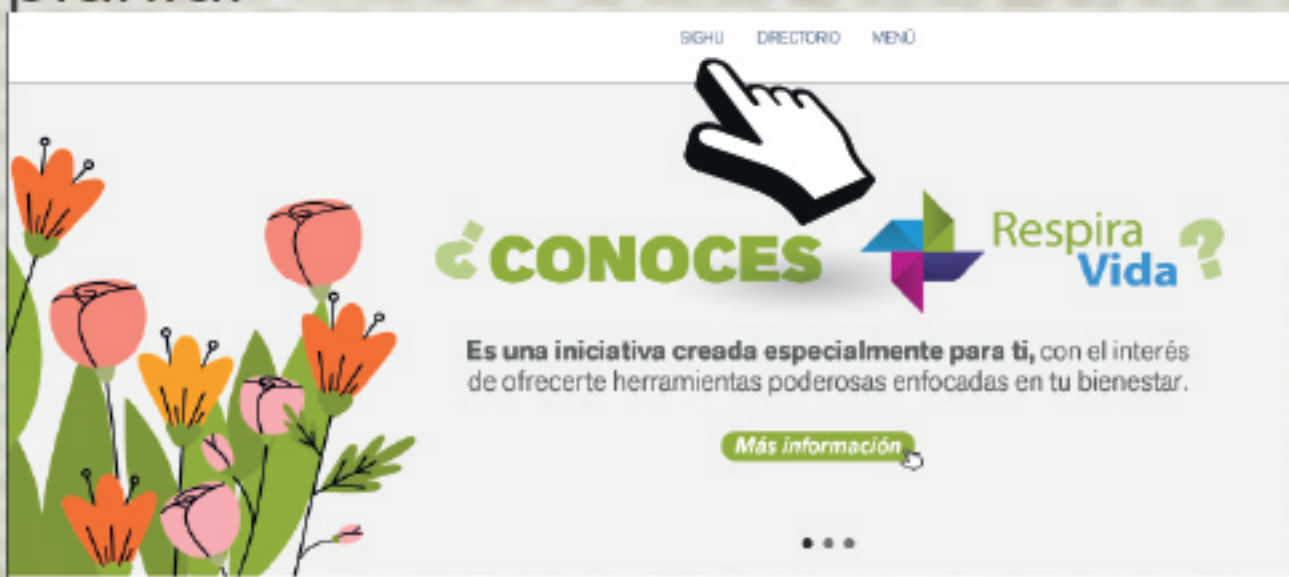 SIGHU DIRECTORIO MENÚ
¿CONOCES Respira Vida?
Es una iniciativa creada especialmente para ti, con el interés
de ofrecerte herramientas poderosas enfocadas en tu bienestar.
Más información